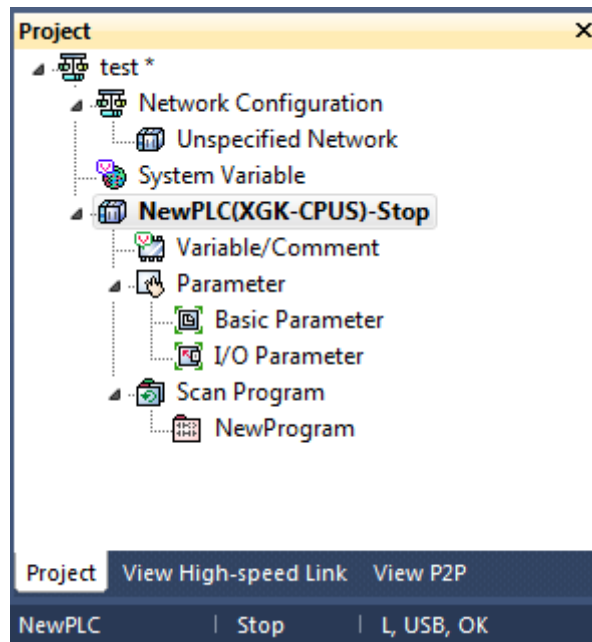 Project
test *
Network Configuration
Unspecified Network
System Variable
NewPLC(XGK-CPUS)-Stop
Variable/Comment
Parameter
Basic Parameter
I/O Parameter
Scan Program
NewProgram
Project View High-speed Link View P2P
NewPLC Stop L, USB, OK